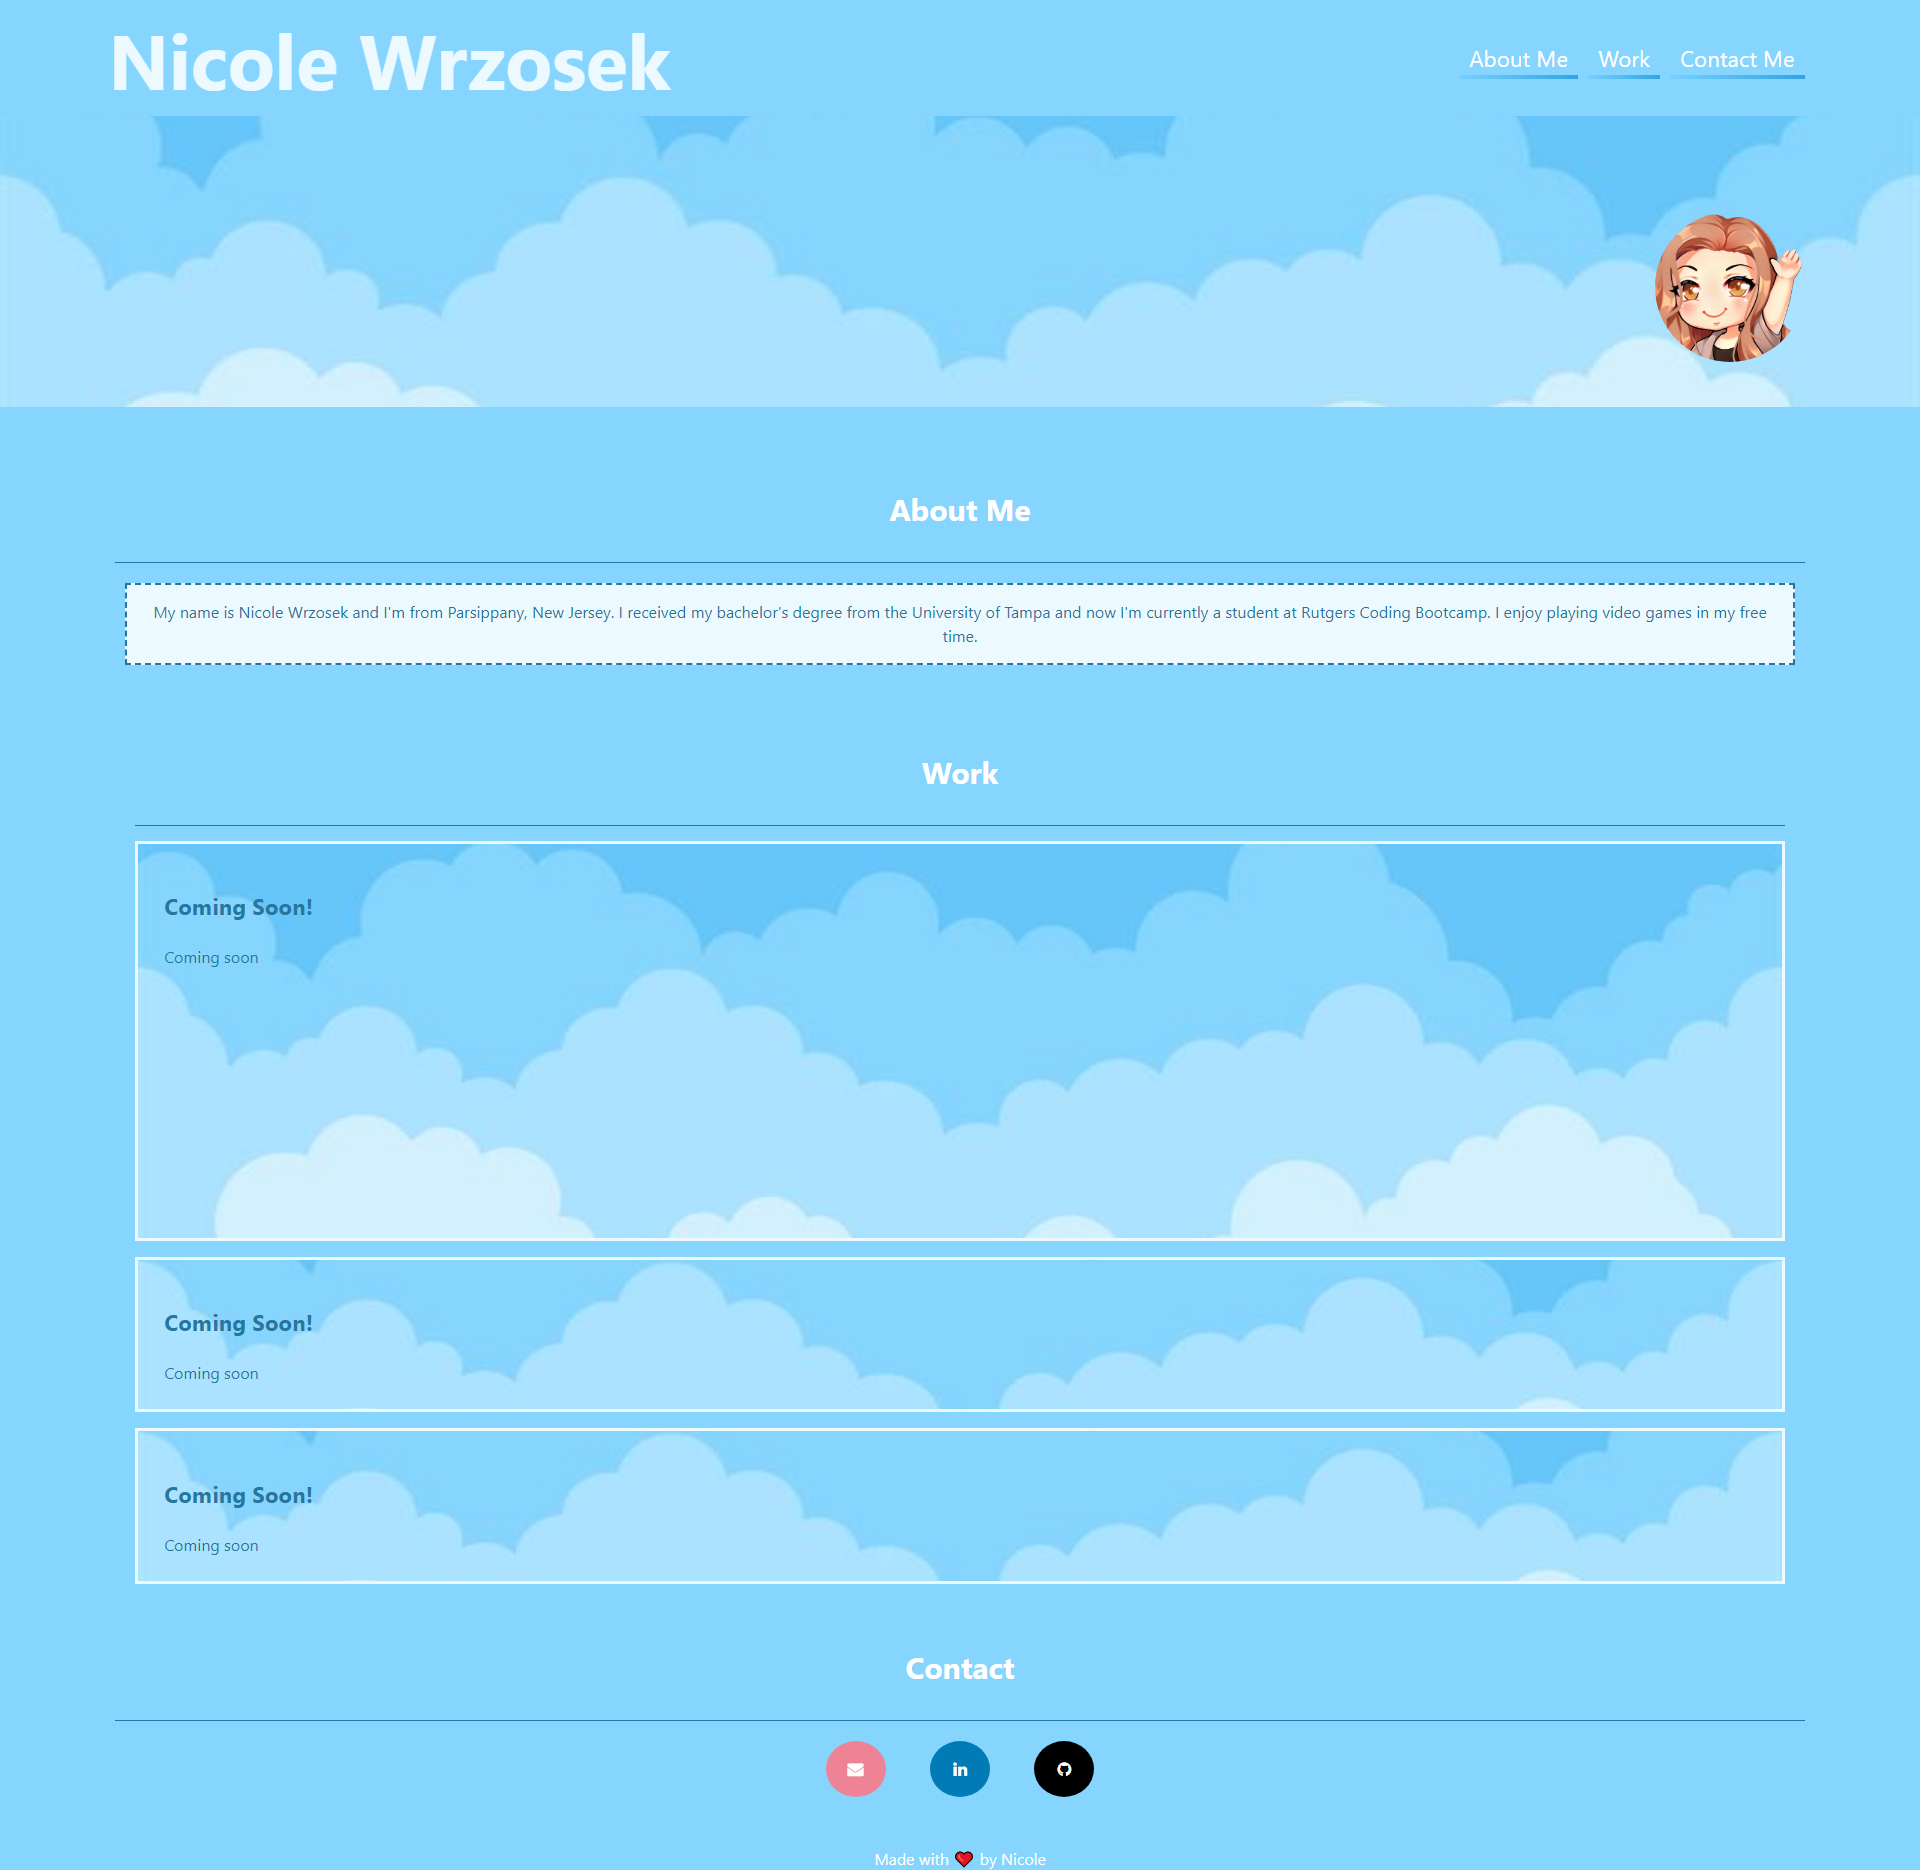 Nicole Wrzosek
About Me
Work
Contact Me
About Me
My name is Nicole Wrzosek and I'm from Parsippany, New Jersey. I received my bachelor's degree from the University of Tampa and now I'm currently a student at Rutgers Coding Bootcamp. I enjoy playing video games in my free
time.
Work
Coming Soon!
Coming soon
Coming Soon!
Coming soon
Coming Soon!
Coming soon
Contact
in
Made with ❤️ by Nicole